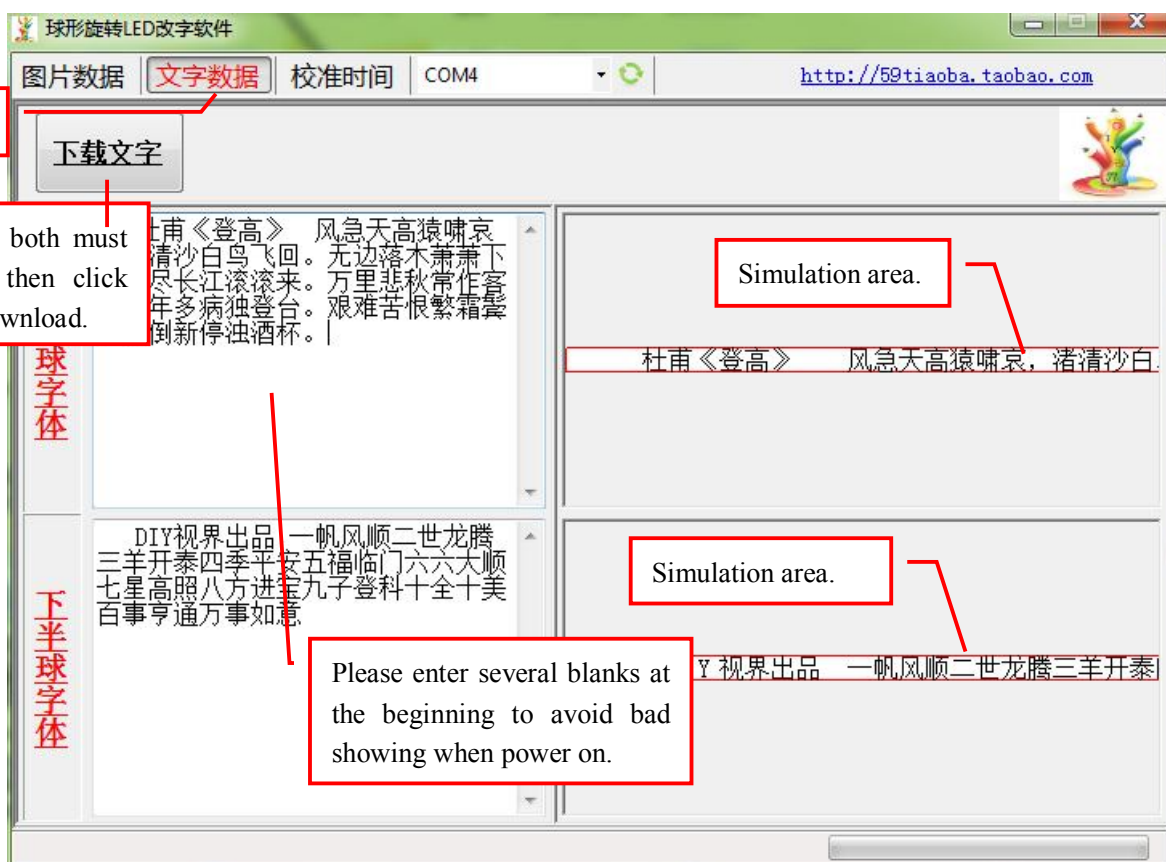 球形旋转LED改字软件
图片数据 文字数据 校准时间 COM4 http://59tiaoba.taobao.com
下载文字
both must
then click
wnload.
球字体
杜甫《登高》 风急天高猿啸哀
清沙白鸟飞回。无边落木萧萧下
尽长江滚滚来。万里悲秋常作客
年多病独登台。艰难苦恨繁霜鬓
倒新停浊酒杯。
Simulation area.
杜甫《登高》 风急天高猿啸哀，渚清沙白
下半球字体
DIY视界出品 一帆风顺二世龙腾
三羊开泰四季平安五福临门六六大顺
七星高照八方进宝九子登科十全十美
百事亨通万事如意
Simulation area.
Y视界出品 一帆风顺二世龙腾三羊开泰
Please enter several blanks at
the beginning to avoid bad
showing when power on.